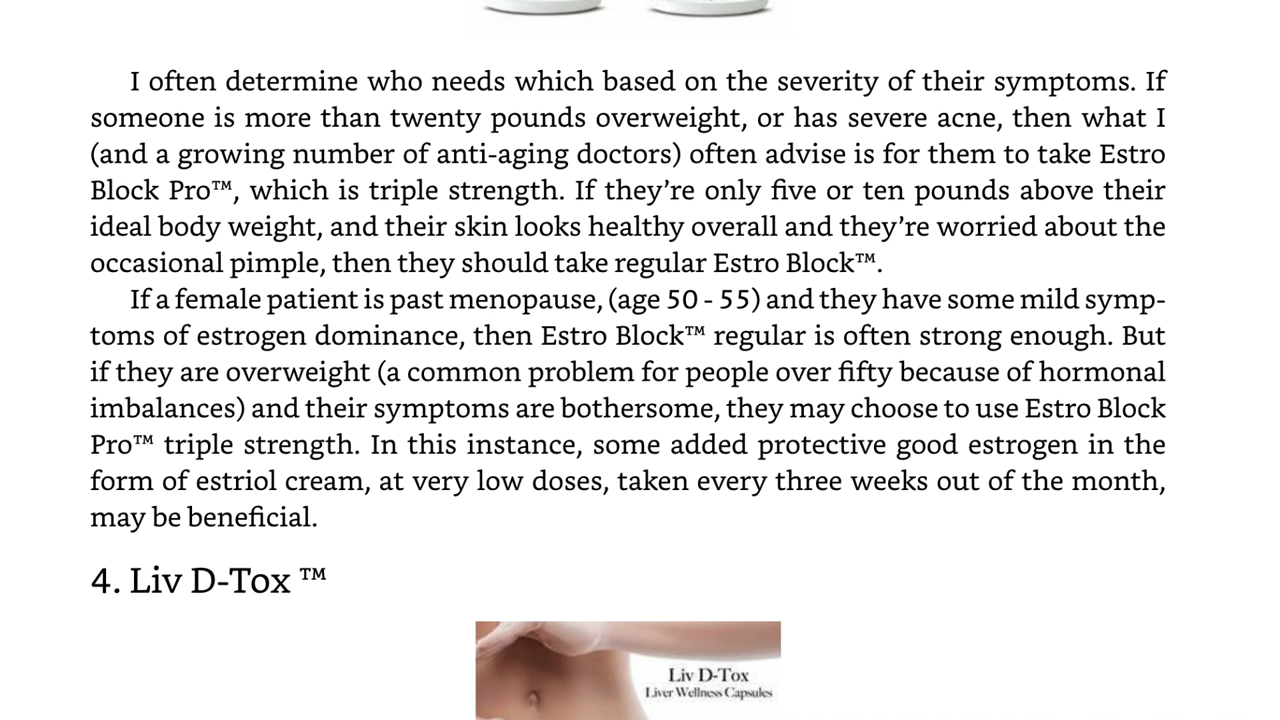 I often determine who needs which based on the severity of their symptoms. If
someone is more than twenty pounds overweight, or has severe acne, then what I
(and a growing number of anti-aging doctors) often advise is for them to take Estro
Block Pro™, which is triple strength. If they’re only five or ten pounds above their
ideal body weight, and their skin looks healthy overall and they’re worried about the
occasional pimple, then they should take regular Estro Block™.
If a female patient is past menopause, (age 50 - 55) and they have some mild symp-
toms of estrogen dominance, then Estro Block™ regular is often strong enough. But
if they are overweight (a common problem for people over fifty because of hormonal
imbalances) and their symptoms are bothersome, they may choose to use Estro Block
Pro™ triple strength. In this instance, some added protective good estrogen in the
form of estriol cream, at very low doses, taken every three weeks out of the month,
may be beneficial.
4. Liv D-Tox ™
Liv D-Tox
Liver Wellness Capsules